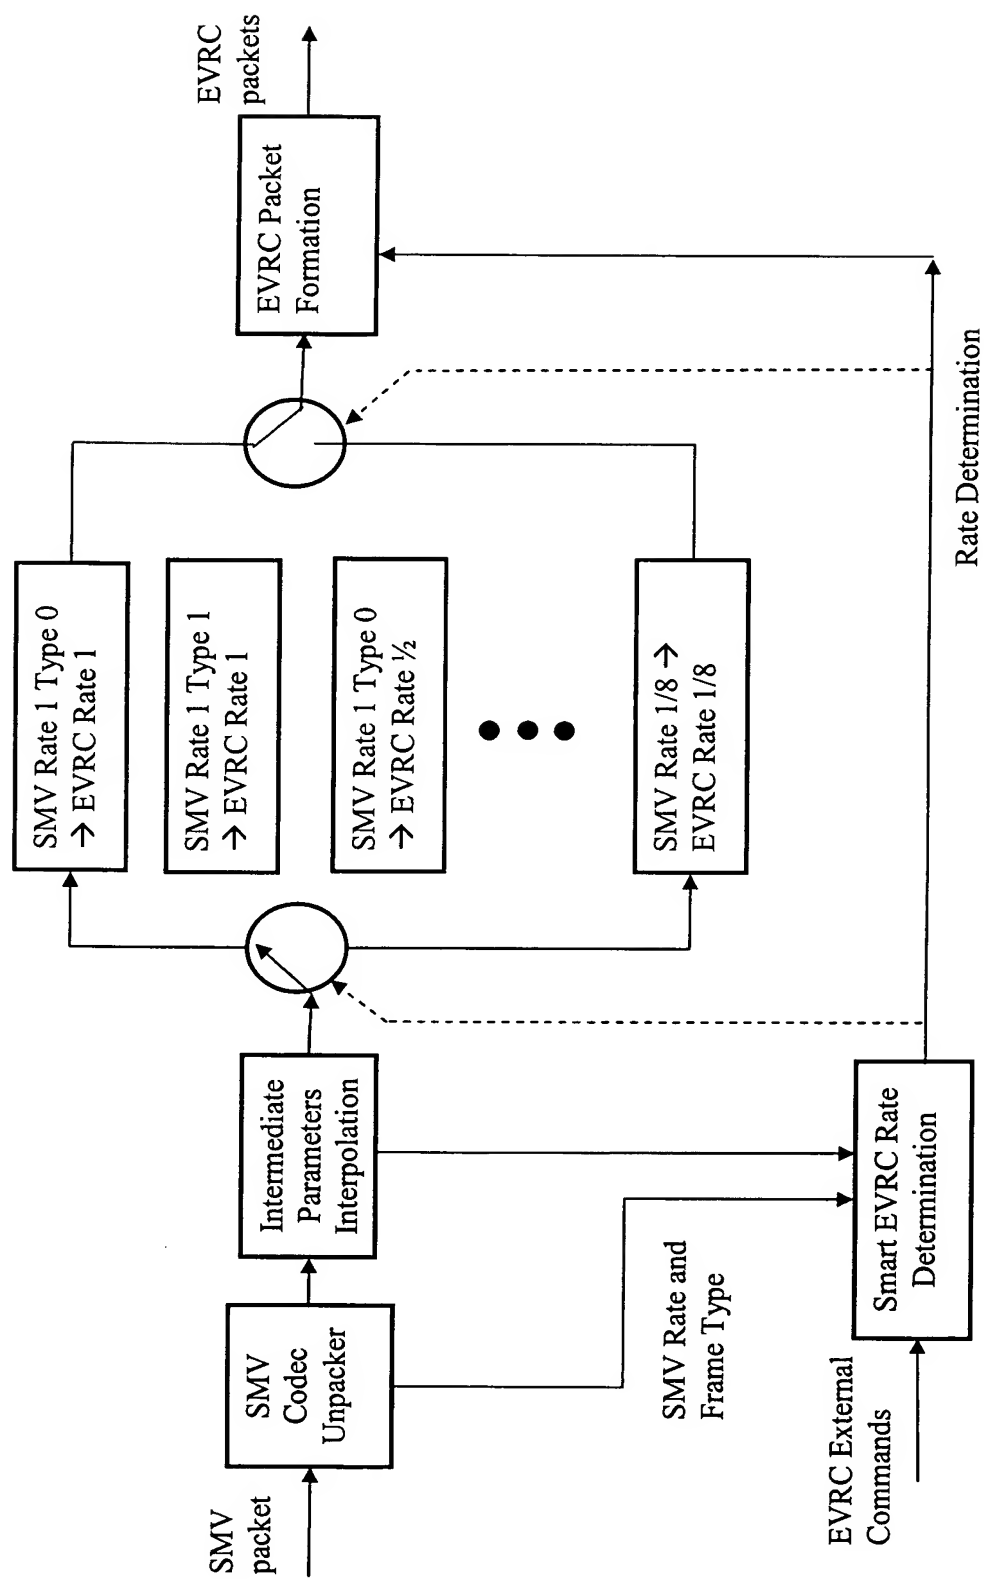 SMV
packet
SMV
Codec
Unpacker
Intermediate
Parameters
Interpolation
SMV Rate 1 Type 0
→ EVRC Rate 1
SMV Rate 1 Type 1
→ EVRC Rate 1
SMV Rate 1 Type 0
→ EVRC Rate ½
SMV Rate 1/8 →
EVRC Rate 1/8
EVRC Packet
Formation
EVRC
packets
SMV Rate and
Frame Type
EVRC External
Commands
Smart EVRC Rate
Determination
Rate Determination